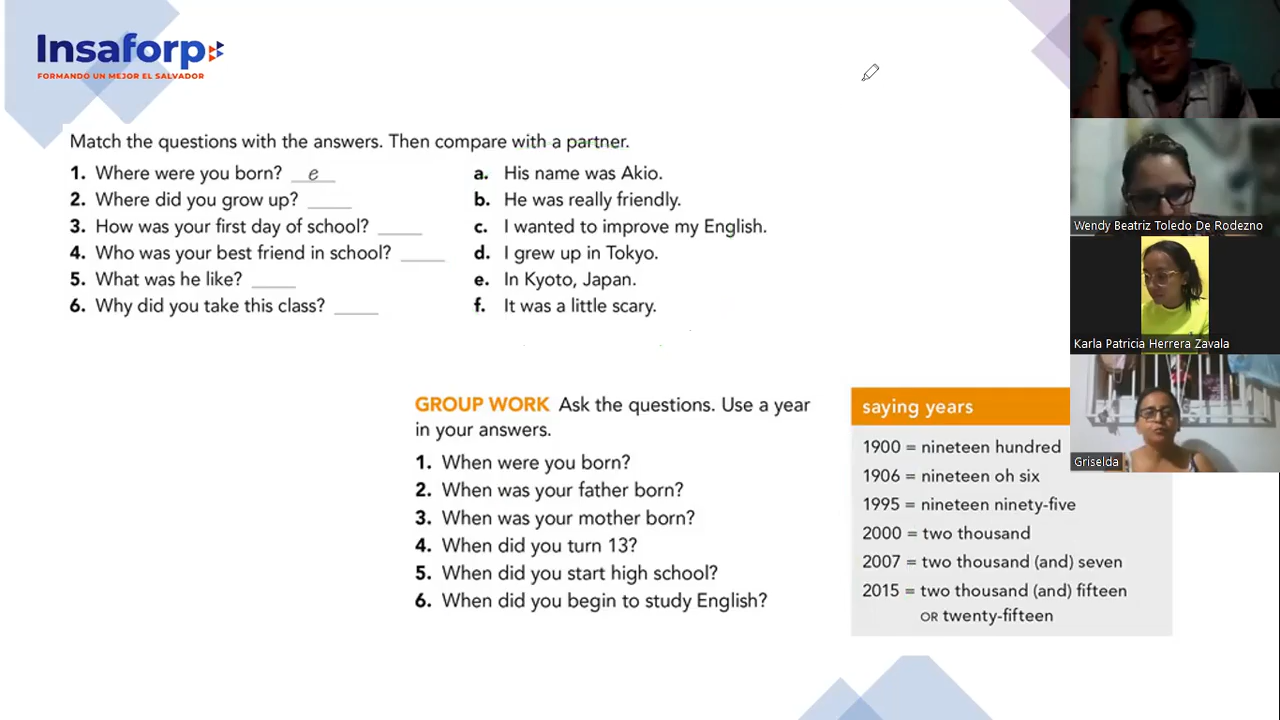 Insaforp
FORMANDO UN MEJOR EL SALVADOR
Match the questions with the answers. Then compare with a partner.
1. Where were you born? e
2. Where did you grow up? ____
3. How was your first day of school? ____
4. Who was your best friend in school? ____
5. What was he like? ____
6. Why did you take this class? ____
a. His name was Akio.
b. He was really friendly.
c. I wanted to improve my English.
d. I grew up in Tokyo.
e. In Kyoto, Japan.
f. It was a little scary.
GROUP WORK Ask the questions. Use a year
in your answers.
1. When were you born?
2. When was your father born?
3. When was your mother born?
4. When did you turn 13?
5. When did you start high school?
6. When did you begin to study English?
saying years
1900 = nineteen hundred
1906 = nineteen oh six
1995 = nineteen ninety-five
2000 = two thousand
2007 = two thousand (and) seven
2015 = two thousand (and) fifteen
OR twenty-fifteen
Wendy Beatriz Toledo De Rodezno
Karla Patricia Herrera Zavala
Griselda